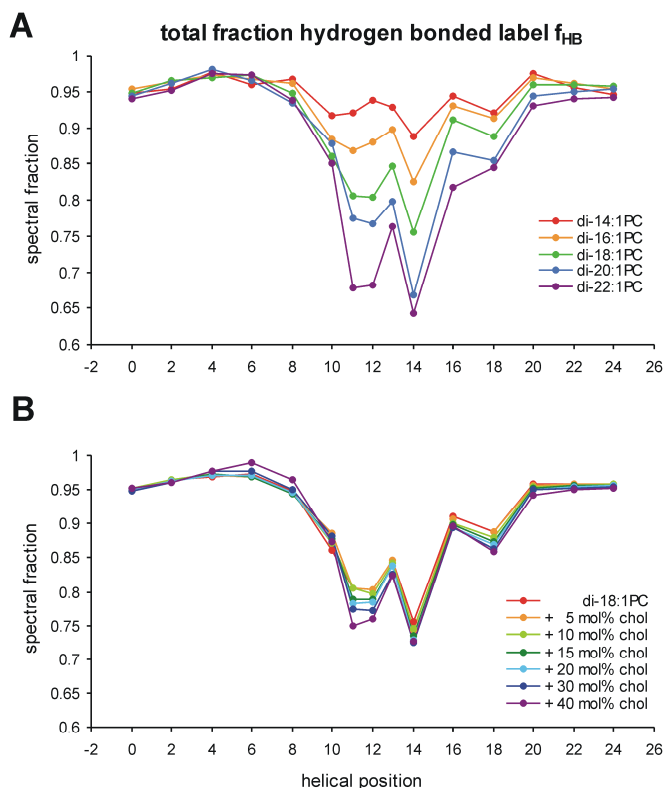 A
total fraction hydrogen bonded label fHB
1
0.95
0.9
0.85
0.8
0.75
0.7
0.65
0.6
spectral fraction
di-14:1PC
di-16:1PC
di-18:1PC
di-20:1PC
di-22:1PC
-2 0 2 4 6 8 10 12 14 16 18 20 22 24 26
B
1
0.95
0.9
0.85
0.8
0.75
0.7
0.65
0.6
spectral fraction
di-18:1PC
+ 5 mol% chol
+ 10 mol% chol
+ 15 mol% chol
+ 20 mol% chol
+ 30 mol% chol
+ 40 mol% chol
-2 0 2 4 6 8 10 12 14 16 18 20 22 24 26
helical position